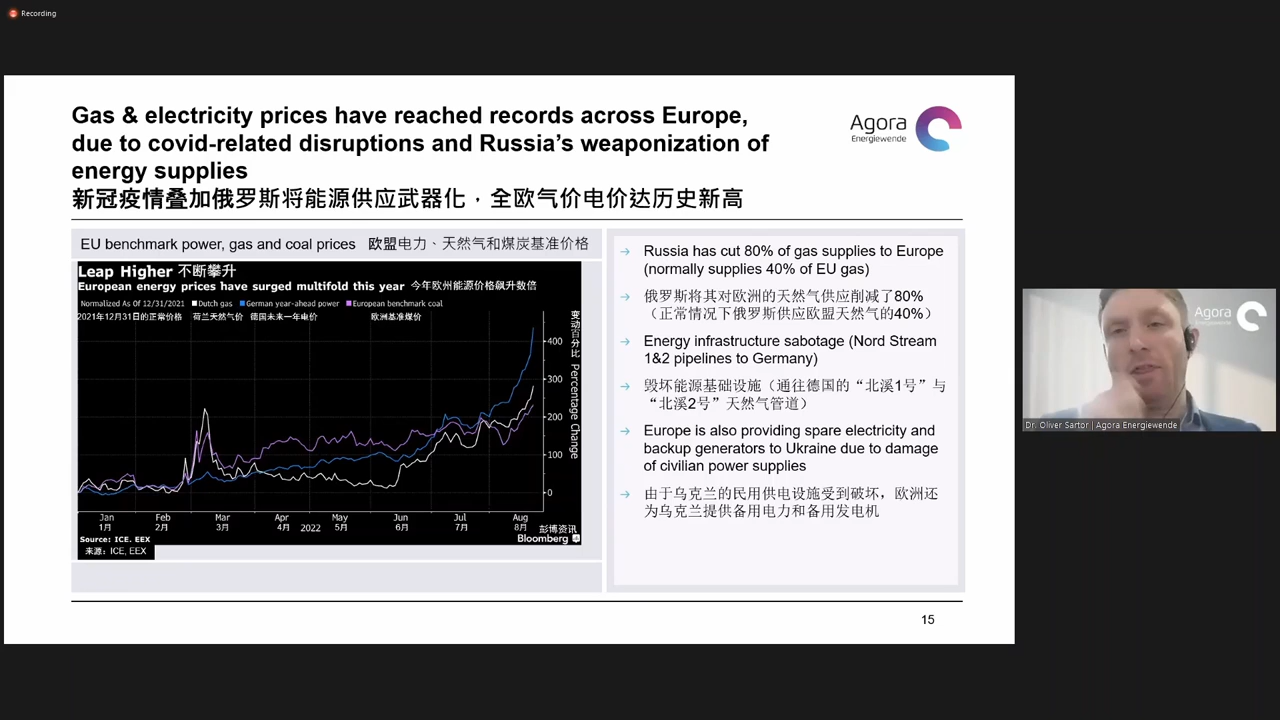 Recording
Gas & electricity prices have reached records across Europe,
due to covid-related disruptions and Russia's weaponization of
energy supplies
新冠疫情叠加俄罗斯将能源供应武器化，全欧气价电价达历史新高
Agora
Energiewende
EU benchmark power, gas and coal prices 欧盟电力、天然气和煤炭基准价格
Leap Higher 不断攀升
European energy prices have surged multifold this year 今年欧州能源价格飙升数倍
Normalized As Of 12/31/2021 Dutch gas German year-ahead power European benchmark coal
2021年12月31日的正常价格 荷兰天然气价 德国未来一年电价 欧洲基准煤价
400
300
200
100
0
Percentage Change
Jan Feb Mar Apr May Jun Jul Aug
1月 2月 3月 4月 2022 5月 6月 7月 8月
彭博资讯
Source: ICE. EEX
Bloomberg
来源：ICE, EEX
Russia has cut 80% of gas supplies to Europe
(normally supplies 40% of EU gas)
俄罗斯将其对欧洲的天然气供应削减了80%
（正常情况下俄罗斯供应欧盟天然气的40%）
Energy infrastructure sabotage (Nord Stream
1&2 pipelines to Germany)
毁坏能源基础设施（通往德国的“北溪1号”与
“北溪2号”天然气管道）
Europe is also providing spare electricity and
backup generators to Ukraine due to damage
of civilian power supplies
由于乌克兰的民用供电设施受到破坏，欧洲还
为乌克兰提供备用电力和备用发电机
15
Agora
Energiewende
Dr. Oliver Sartor | Agora Energiewende